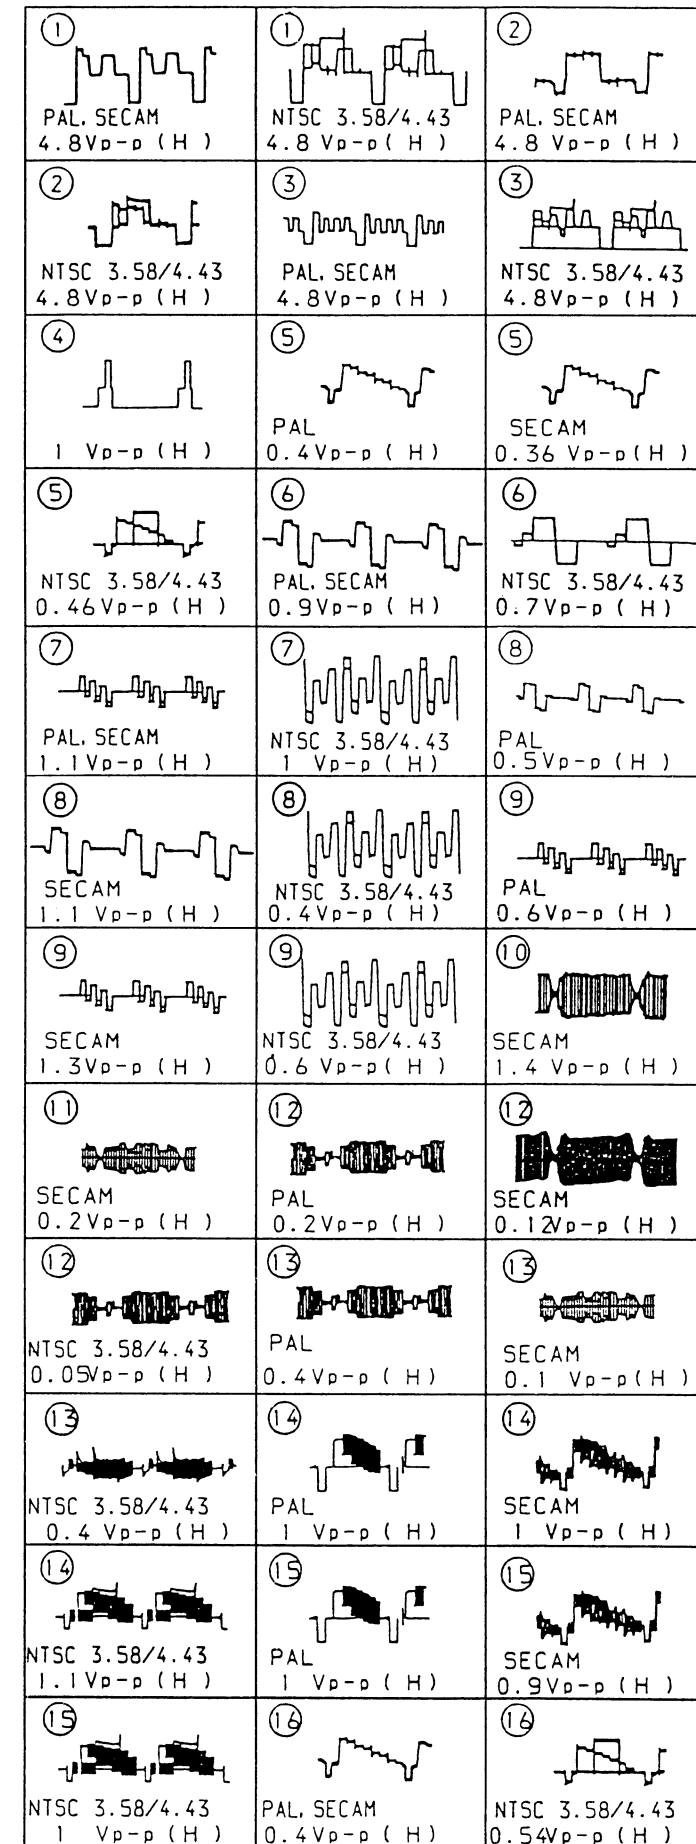 ①
PAL, SECAM
4.8Vp-p ( H )
①
NTSC 3.58/4.43
4.8 Vp-p( H )
②
PAL, SECAM
4.8 Vp-p ( H )
②
NTSC 3.58/4.43
4.8Vp-p ( H )
③
PAL, SECAM
4.8Vp-p ( H )
③
NTSC 3.58/4.43
4.8Vp-p ( H )
④
1 Vp-p ( H )
⑤
PAL
0.4Vp-p ( H )
⑤
SECAM
0.36 Vp-p( H )
⑤
NTSC 3.58/4.43
0.46Vp-p ( H )
⑥
PAL, SECAM
0.9Vp-p ( H )
⑥
NTSC 3.58/4.43
0.7Vp-p ( H )
⑦
PAL, SECAM
1.1Vp-p ( H )
⑦
NTSC 3.58/4.43
1 Vp-p ( H )
⑧
PAL
0.5Vp-p ( H )
⑧
SECAM
1.1 Vp-p ( H )
⑧
NTSC 3.58/4.43
0.4Vp-p ( H )
⑨
PAL
0.6Vp-p ( H )
⑨
SECAM
1.3Vp-p ( H )
⑨
NTSC 3.58/4.43
0.6 Vp-p ( H )
⑩
SECAM
1.4 Vp-p ( H )
⑪
SECAM
0.2Vp-p ( H )
⑫
PAL
0.2Vp-p ( H )
⑫
SECAM
0.12Vp-p ( H )
⑫
NTSC 3.58/4.43
0.05Vp-p ( H )
⑬
PAL
0.4Vp-p ( H )
⑬
SECAM
0.1 Vp-p( H )
⑬
NTSC 3.58/4.43
0.4 Vp-p ( H )
⑭
PAL
1 Vp-p ( H )
⑭
SECAM
1 Vp-p ( H )
⑭
NTSC 3.58/4.43
1.1Vp-p ( H )
⑮
PAL
1 Vp-p ( H )
⑮
SECAM
0.9Vp-p ( H )
⑮
NTSC 3.58/4.43
1 Vp-p ( H )
⑯
PAL, SECAM
0.4Vp-p ( H )
⑯
NTSC 3.58/4.43
0.54Vp-p ( H )